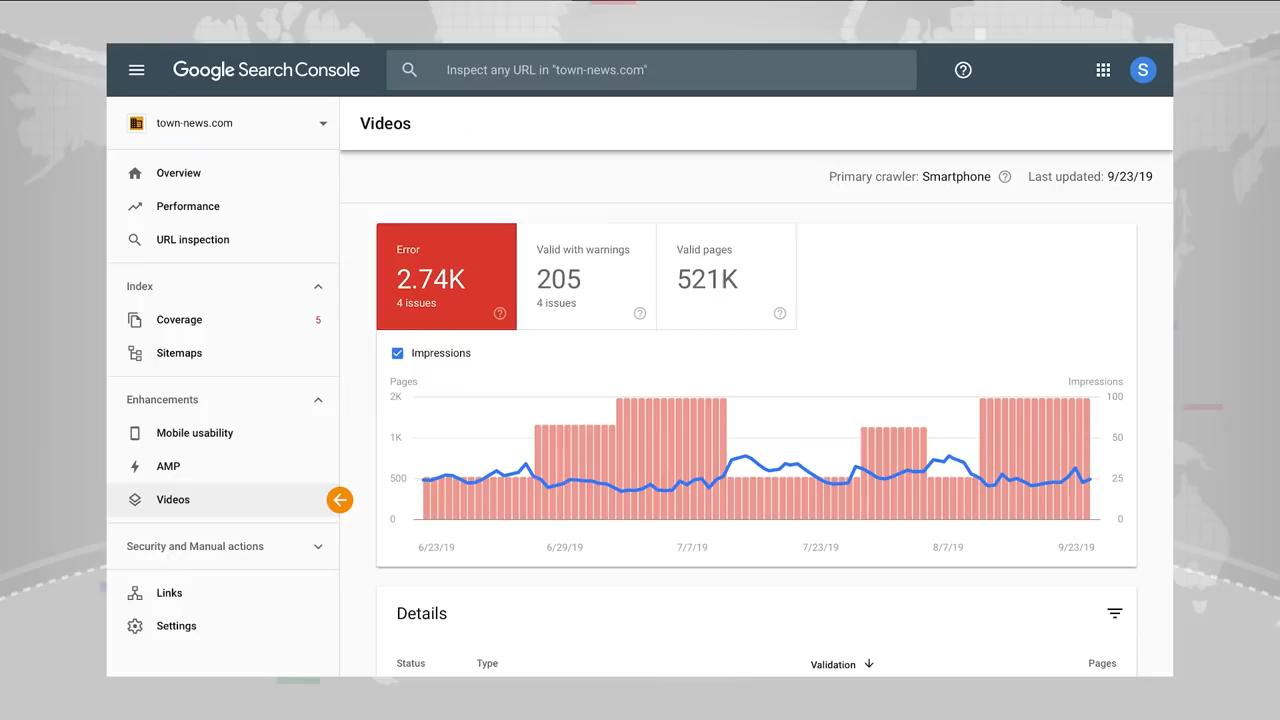 Google Search Console
Inspect any URL in "town-news.com"
S
town-news.com
Videos
Overview
Performance
URL inspection
Index
Coverage 5
Sitemaps
Enhancements
Mobile usability
AMP
Videos
Security and Manual actions
Links
Settings
Primary crawler: Smartphone Last updated: 9/23/19
Error
2.74K
4 issues
Valid with warnings
205
4 issues
Valid pages
521K
Impressions
Pages Impressions
2K 100
1K 50
500 25
0 0
6/23/19 6/29/19 7/7/19 7/23/19 8/7/19 9/23/19
Details
Status Type Validation Pages